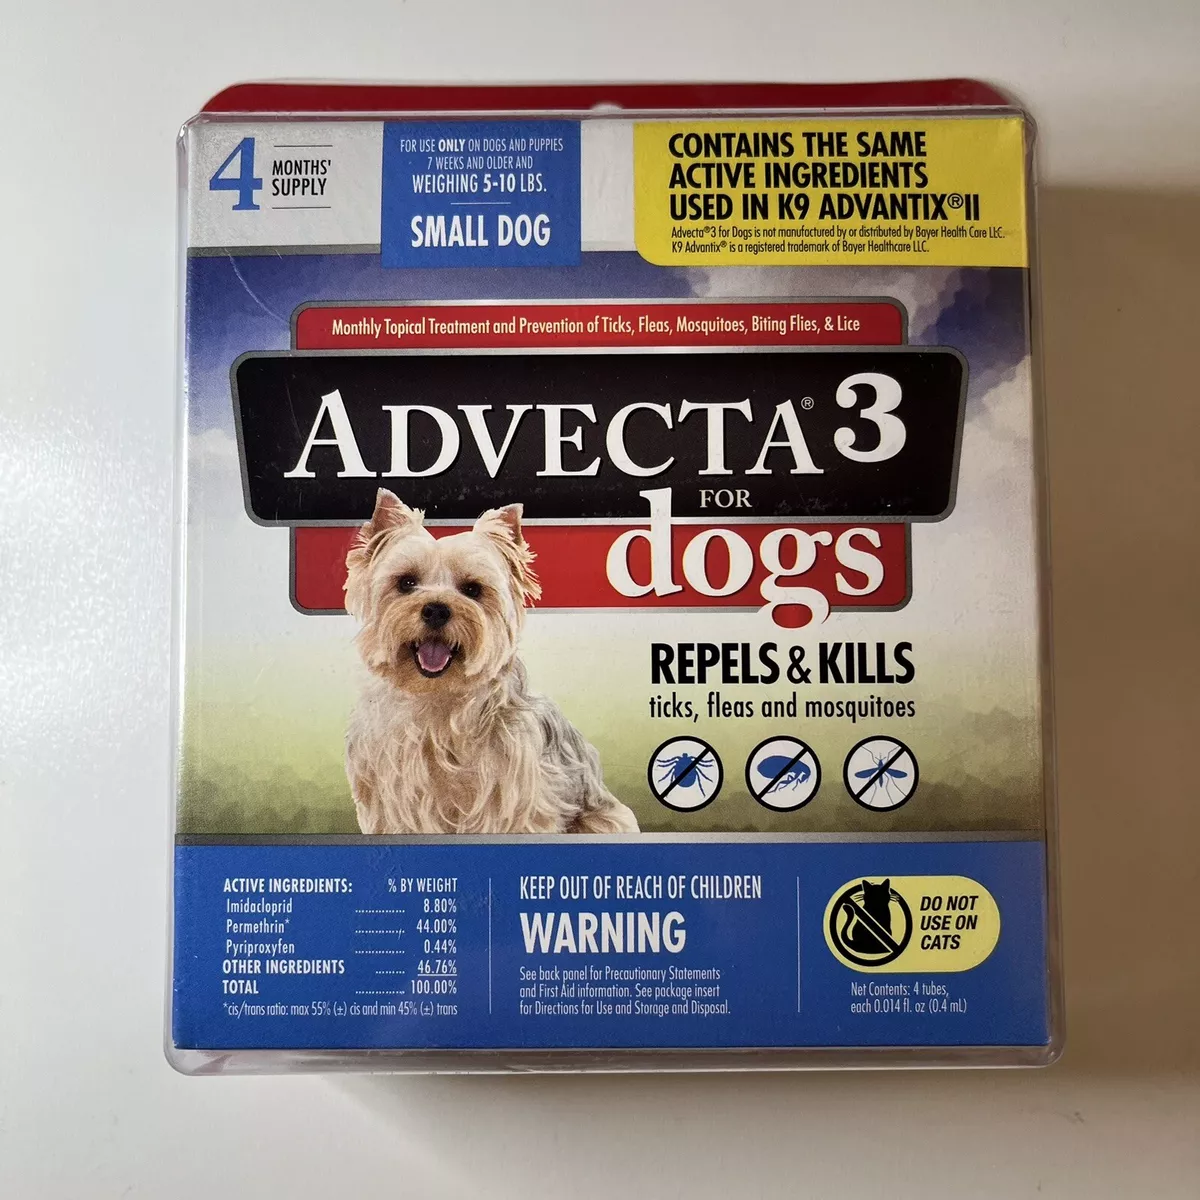 4 MONTHS'
SUPPLY
FOR USE ONLY ON DOGS AND PUPPIES
7 WEEKS AND OLDER AND
WEIGHING 5-10 LBS.
SMALL DOG
CONTAINS THE SAME
ACTIVE INGREDIENTS
USED IN K9 ADVANTIX®II
Advecta®3 for Dogs is not manufactured by or distributed by Bayer Health Care LLC.
K9 Advantix® is a registered trademark of Bayer Healthcare LLC.
Monthly Topical Treatment and Prevention of Ticks, Fleas, Mosquitoes, Biting Flies, & Lice
ADVECTA® 3
FOR
dogs
REPELS & KILLS
ticks, fleas and mosquitoes
ACTIVE INGREDIENTS: % BY WEIGHT
Imidacloprid .............. 8.80%
Permethrin* .............. 44.00%
Pyriproxyfen .............. 0.44%
OTHER INGREDIENTS ........ 46.76%
TOTAL .............. 100.00%
*cis/trans ratio: max 55% (±) cis and min 45% (±) trans
KEEP OUT OF REACH OF CHILDREN
WARNING
See back panel for Precautionary Statements
and First Aid information. See package insert
for Directions for Use and Storage and Disposal.
DO NOT
USE ON
CATS
Net Contents: 4 tubes,
each 0.014 fl. oz (0.4 mL)